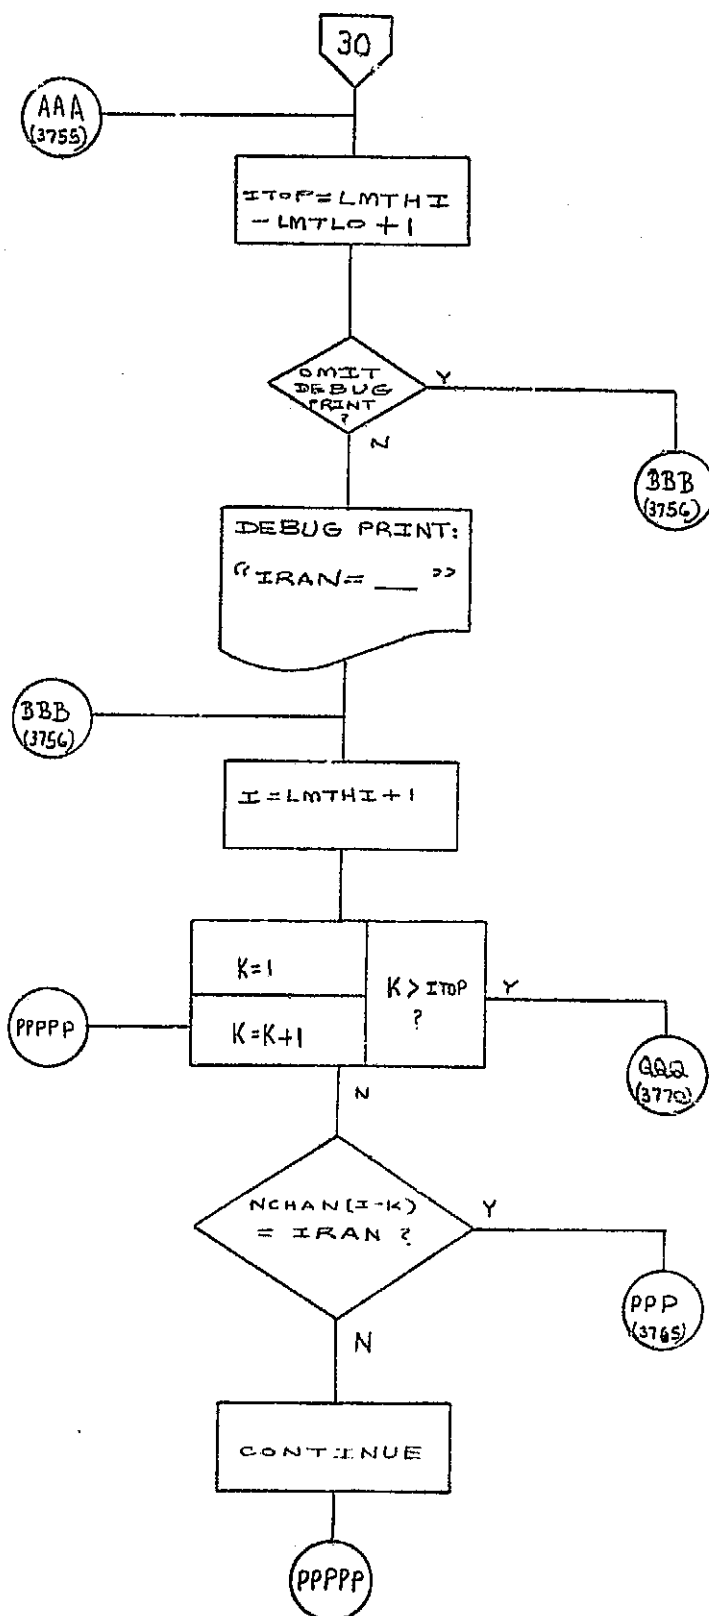 30
AAA
(3755)
ITOP=LMTHI
-LMTLO+1
OMIT
DEBUG
PRINT
?
Y
N
BBB
(3756)
DEBUG PRINT:
"IRAN= __ "
BBB
(3756)
I=LMTHI+1
K=1
K=K+1
K> ITOP
?
Y
PPPPP
QQQ
(3770)
N
NCHAN(I-K)
= IRAN ?
Y
PPP
(3765)
N
CONTINUE
PPPPP